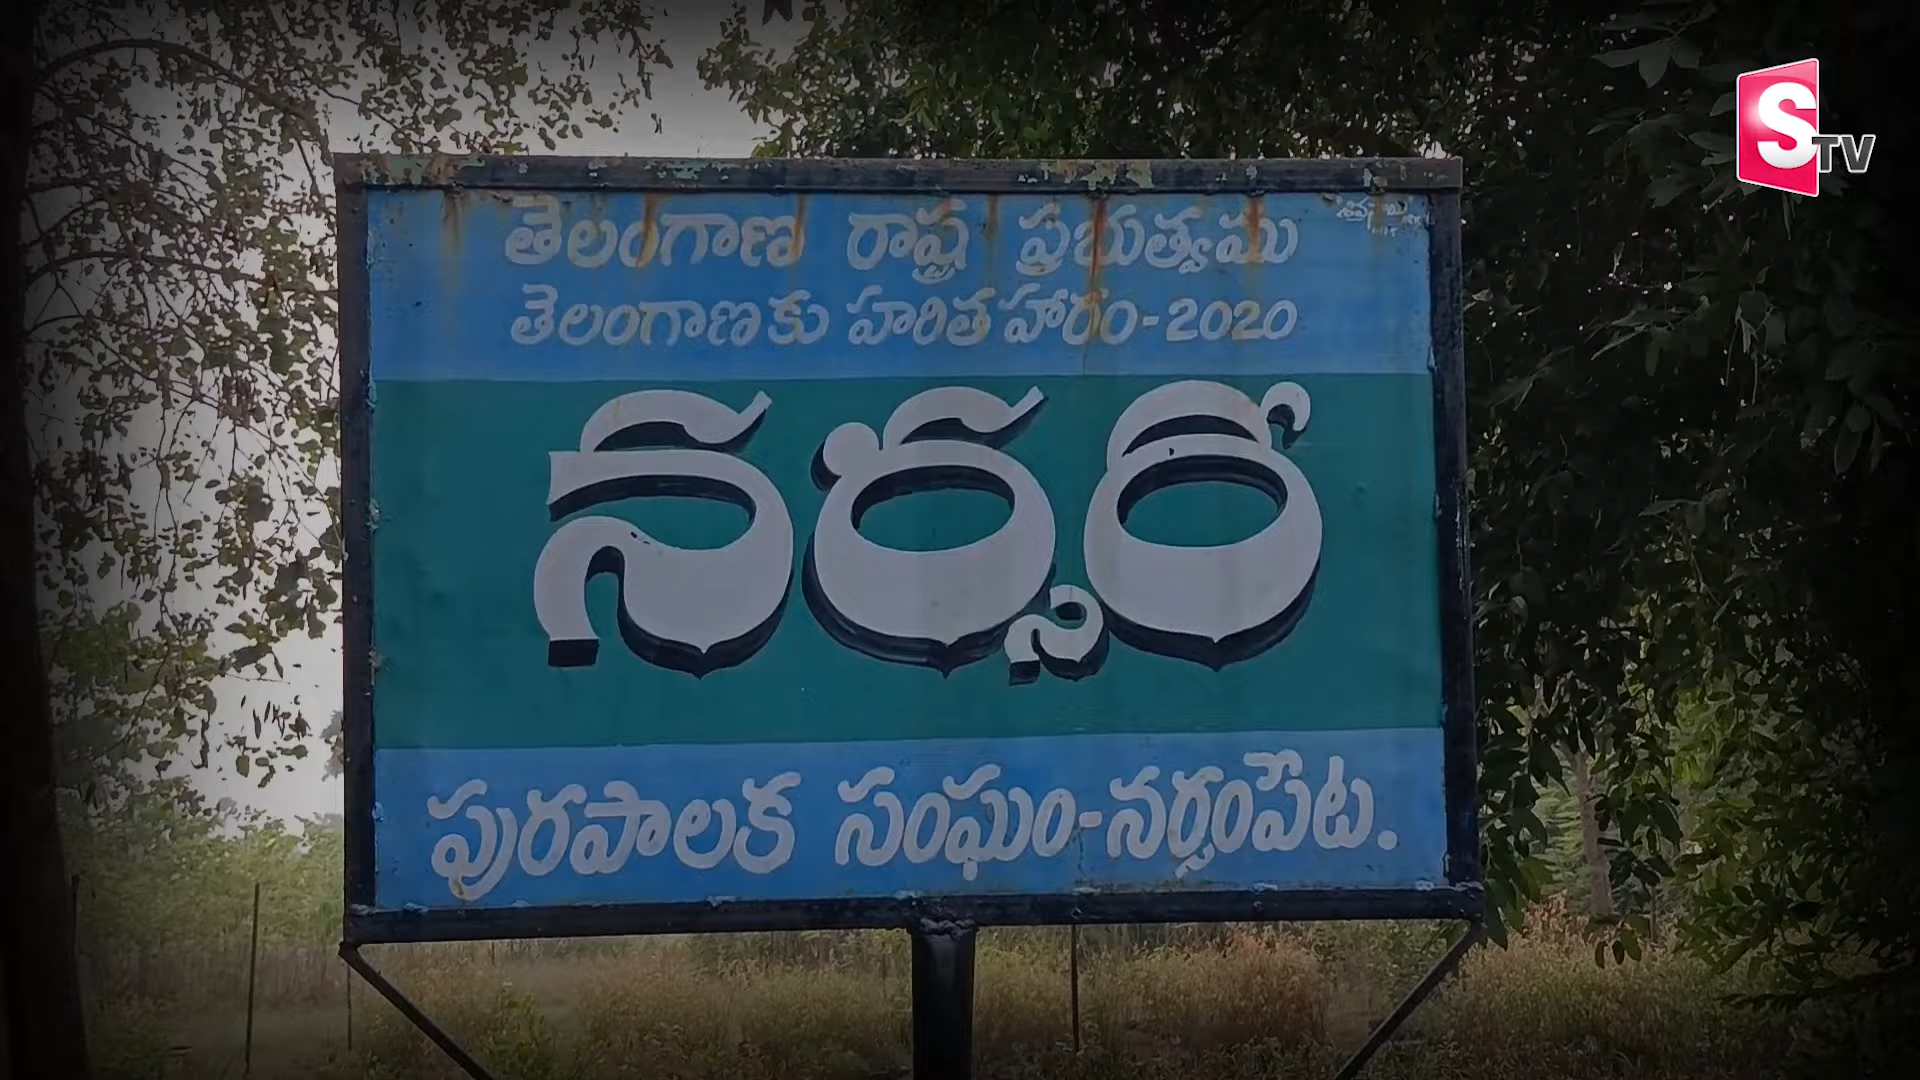 తెలంగాణ రాష్ట్ర ప్రభుత్వము
తెలంగాణకు హరితహారం-2020
నర్సరీ
పురపాలక సంఘం-నర్సంపేట.
STV